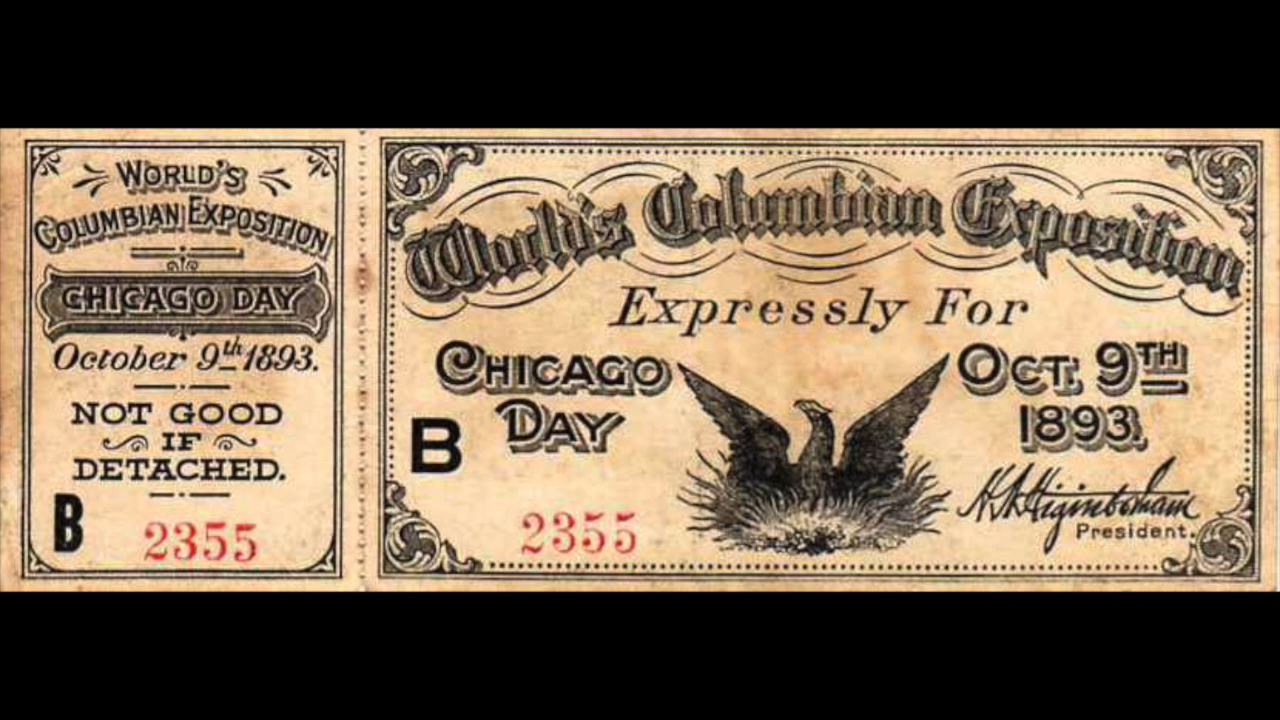 WORLD'S
COLUMBIAN EXPOSITION
CHICAGO DAY
October 9th 1893.
NOT GOOD
IF
DETACHED.
B 2355
World's Columbian Exposition
Expressly For
CHICAGO DAY
OCT. 9TH 1893.
B
2355
H.N. Higinbotham
President.